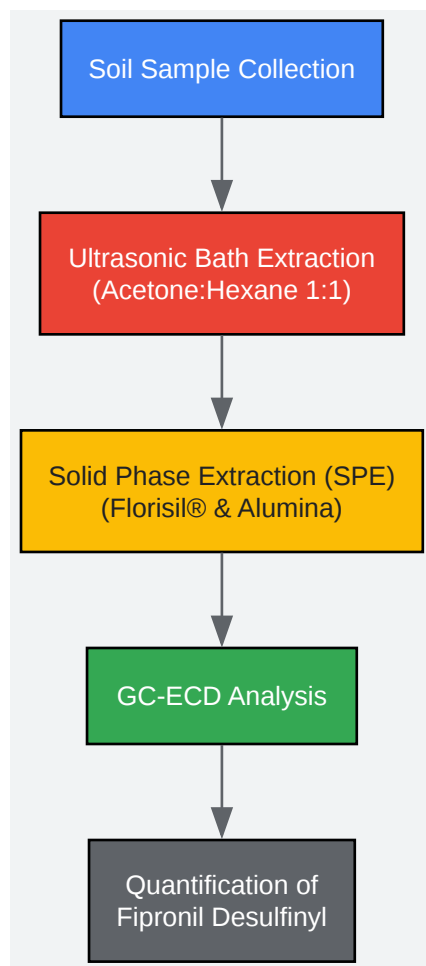 Soil Sample Collection
Ultrasonic Bath Extraction
(Acetone:Hexane 1:1)
Solid Phase Extraction (SPE)
(Florisil® & Alumina)
GC-ECD Analysis
Quantification of
Fipronil Desulfinyl